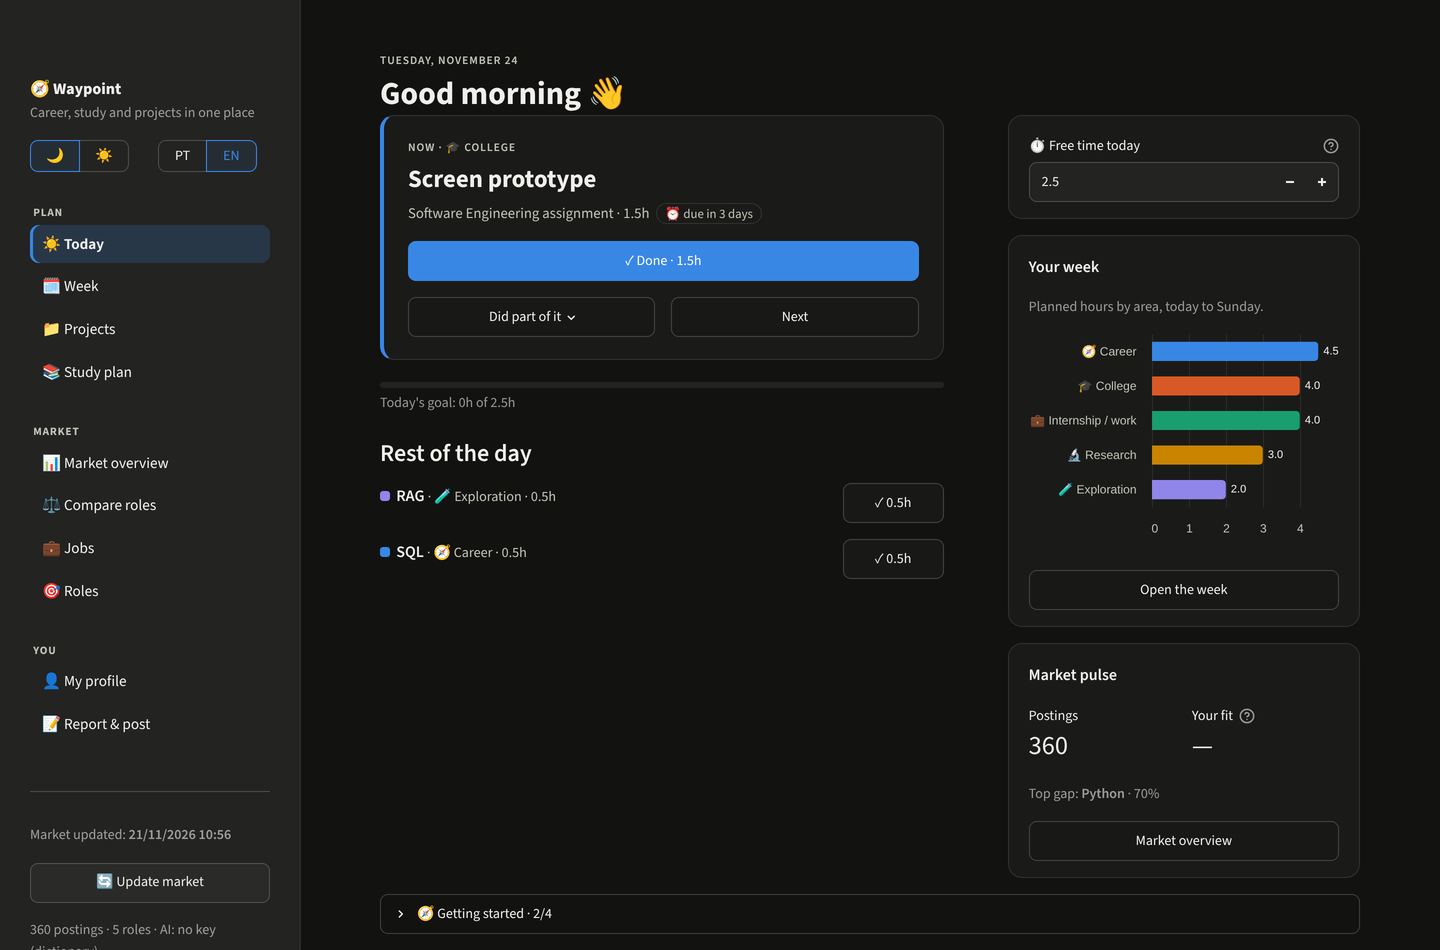 🧭 Waypoint
Career, study and projects in one place
🌙 ☀️ PT EN
PLAN
☀️ Today
🗓️ Week
📁 Projects
📚 Study plan
MARKET
📊 Market overview
⚖️ Compare roles
💼 Jobs
🎯 Roles
YOU
👤 My profile
📝 Report & post
Market updated: 21/11/2026 10:56
🔄 Update market
360 postings · 5 roles · AI: no key
(dictionary)
TUESDAY, NOVEMBER 24
Good morning 👋
NOW · 🎓 COLLEGE
Screen prototype
Software Engineering assignment · 1.5h ⏰ due in 3 days
✓ Done · 1.5h
Did part of it
Next
Today's goal: 0h of 2.5h
Rest of the day
RAG · 🧪 Exploration · 0.5h
✓ 0.5h
SQL · 🧭 Career · 0.5h
✓ 0.5h
⏱️ Free time today ?
2.5 − +
Your week
Planned hours by area, today to Sunday.
🧭 Career 4.5
🎓 College 4.0
💼 Internship / work 4.0
🔬 Research 3.0
🧪 Exploration 2.0
0 1 2 3 4
Open the week
Market pulse
Postings
360
Your fit ?
—
Top gap: Python · 70%
Market overview
🧭 Getting started · 2/4